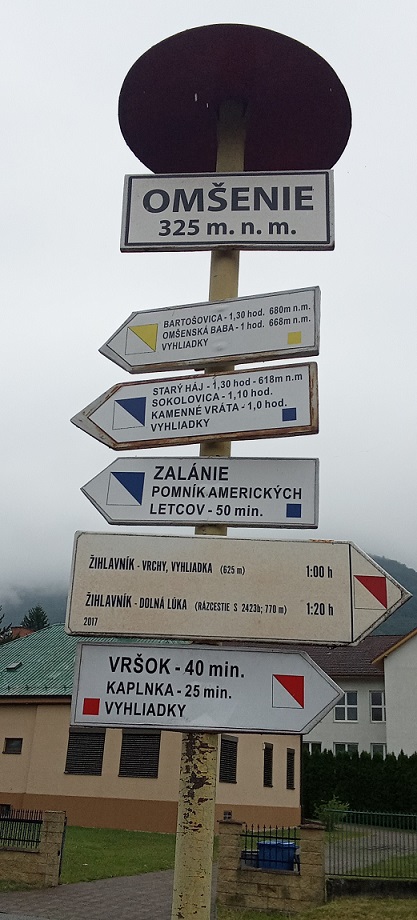 OMŠENIE
325 m. n. m.
BARTOŠOVICA - 1,30 hod. 680m n.m.
OMŠENSKÁ BABA - 1 hod. 668m n.m.
VYHLIADKY
STARÝ HÁJ - 1,30 hod - 618m n.m
SOKOLOVICA - 1,10 hod.
KAMENNÉ VRÁTA - 1,0 hod.
VYHLIADKY
ZALÁNIE
POMNÍK AMERICKÝCH
LETCOV - 50 min.
ŽIHLAVNÍK - VRCHY, VYHLIADKA (625 m) 1:00 h
ŽIHLAVNÍK - DOLNÁ LÚKA (RÁZCESTIE S 2423b; 770 m) 1:20 h
2017
VRŠOK - 40 min.
KAPLNKA - 25 min.
VYHLIADKY